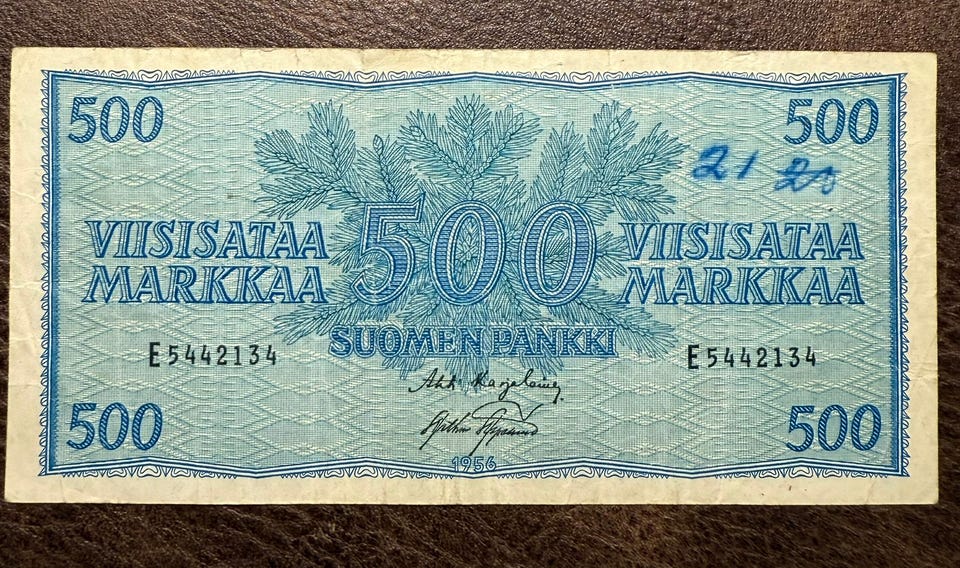 500 500
21 20
VIISISATAA 500 VIISISATAA
MARKKAA MARKKAA
SUOMEN PANKKI
E5442134 E5442134
500 500
1956